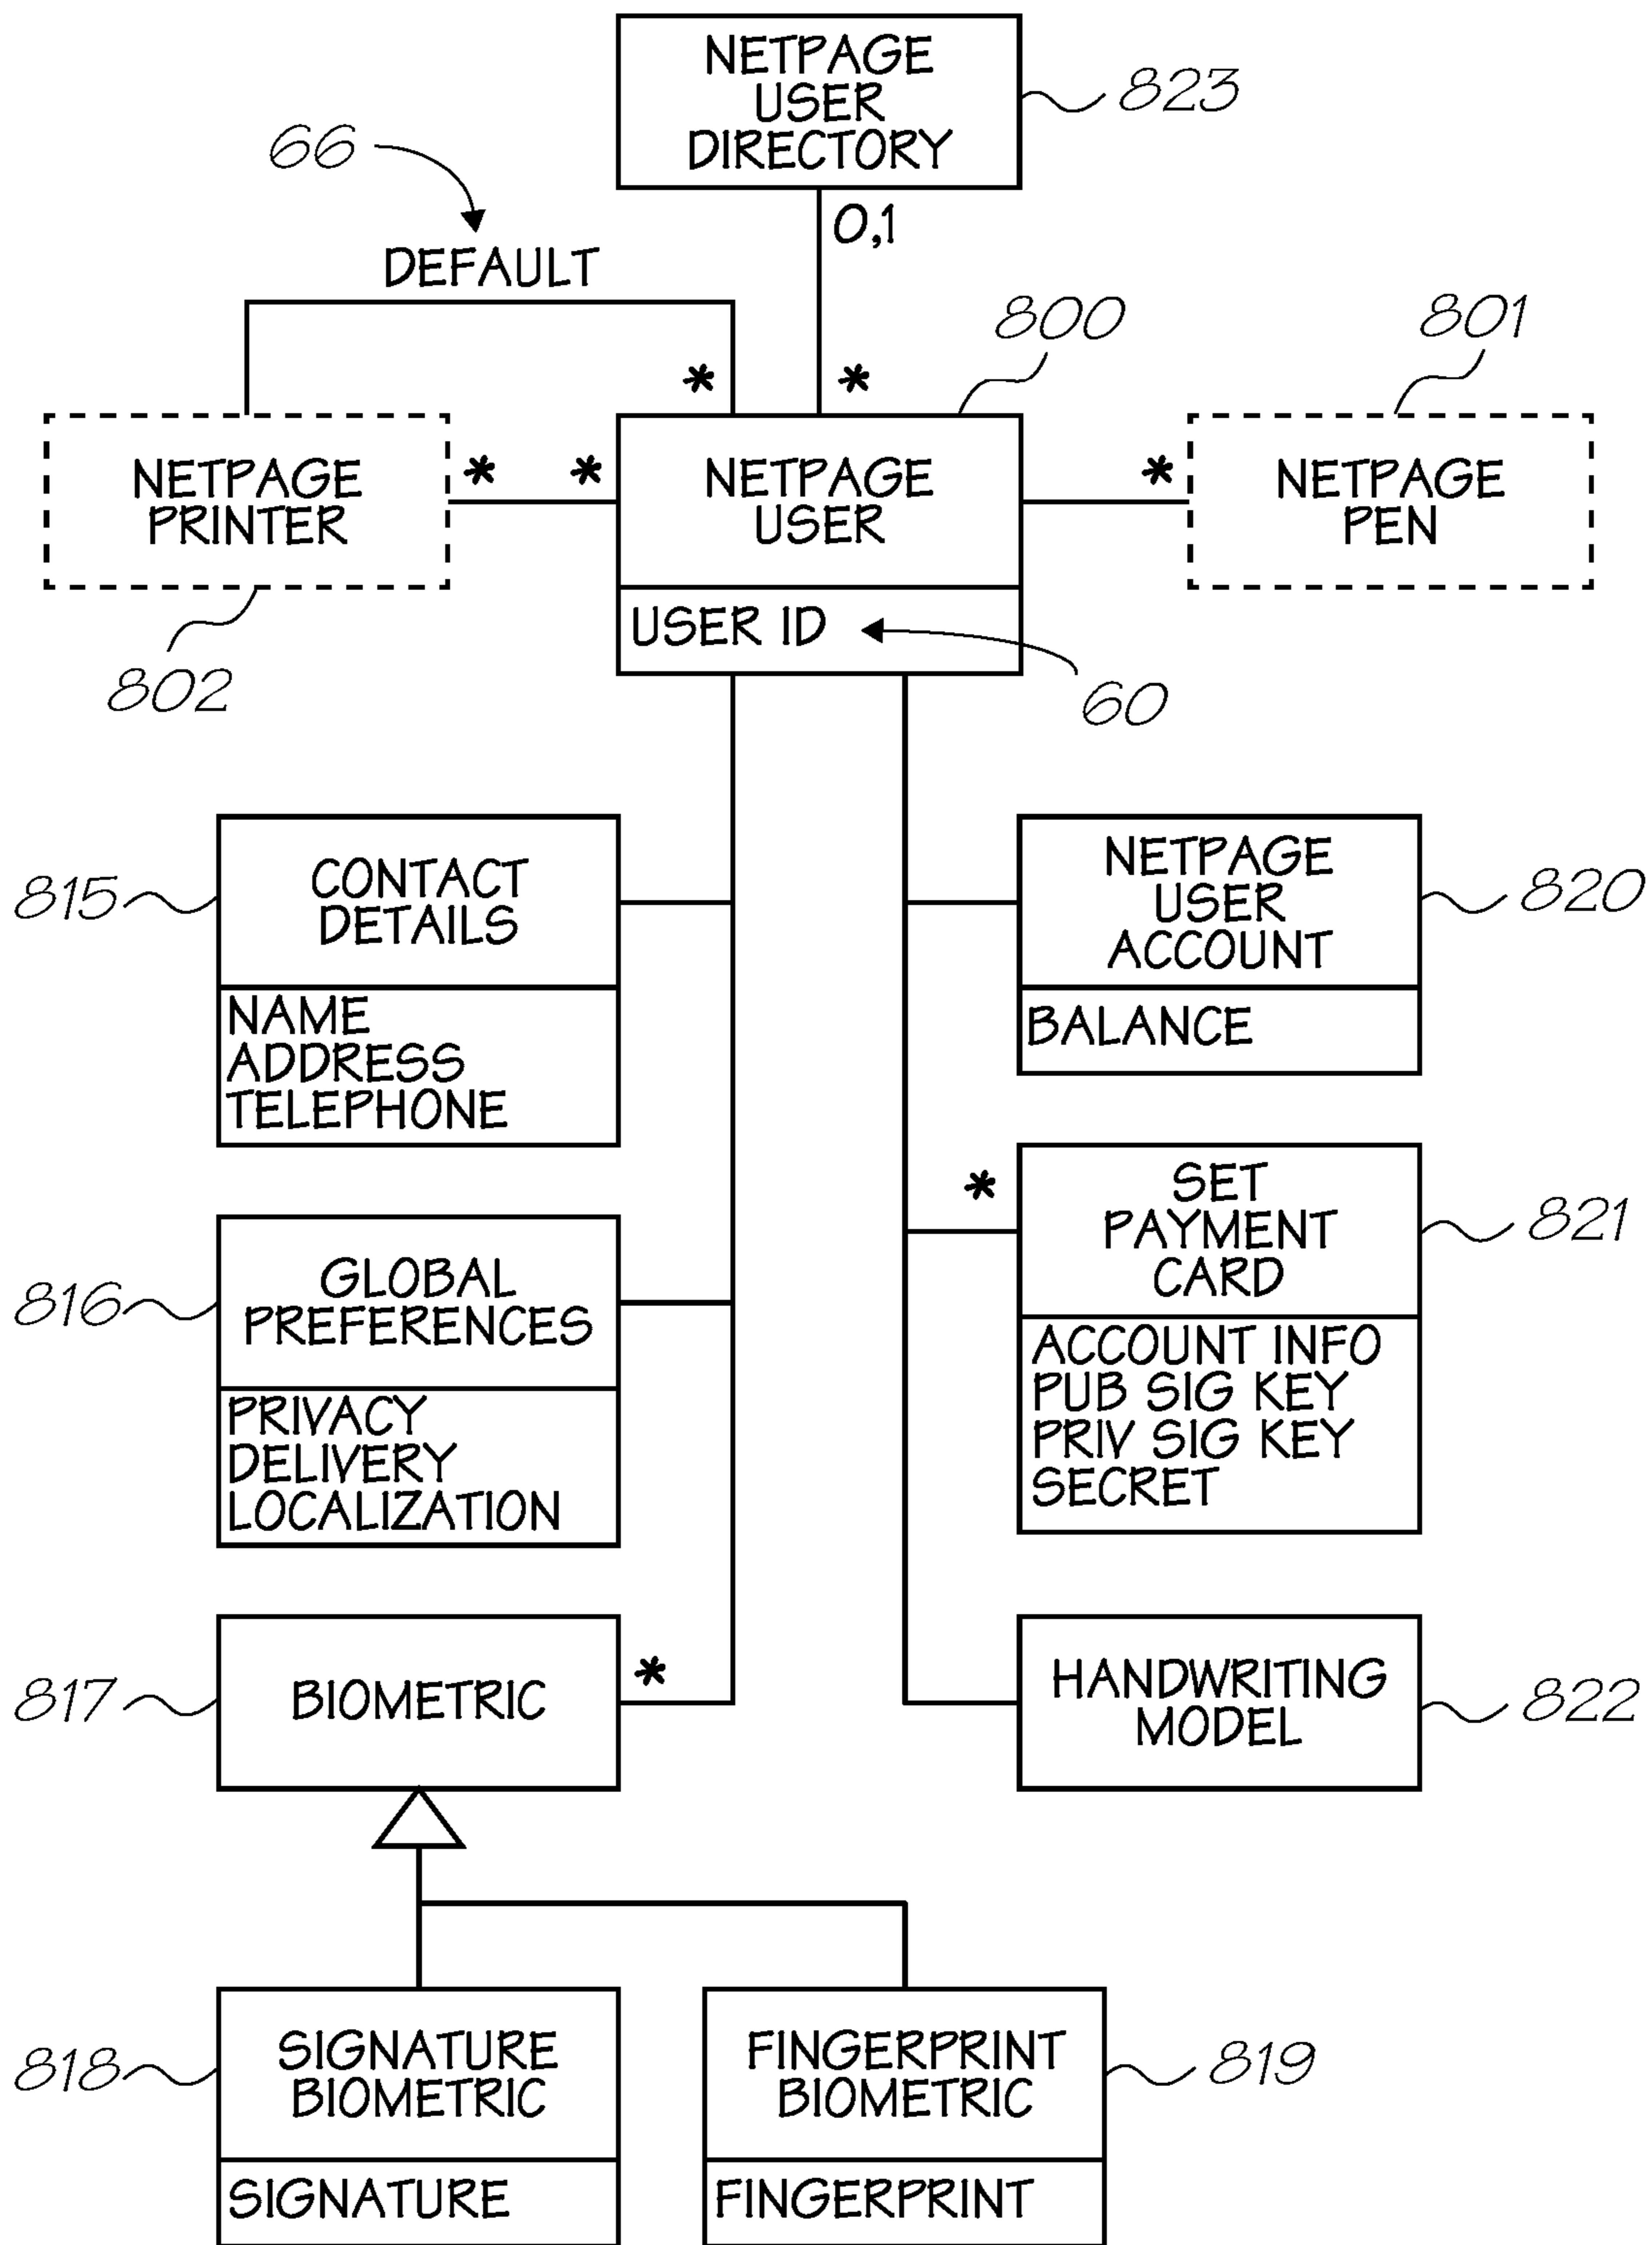 NETPAGE
USER
DIRECTORY
823
66
0,1
DEFAULT
800
801
*
*
NETPAGE
PRINTER
*
*
NETPAGE
USER
*
NETPAGE
PEN
USER ID
802
60
815
CONTACT
DETAILS
NAME
ADDRESS
TELEPHONE
NETPAGE
USER
ACCOUNT
820
BALANCE
*
SET
PAYMENT
CARD
821
ACCOUNT INFO
PUB SIG KEY
PRIV SIG KEY
SECRET
816
GLOBAL
PREFERENCES
PRIVACY
DELIVERY
LOCALIZATION
817
BIOMETRIC
*
HANDWRITING
MODEL
822
818
SIGNATURE
BIOMETRIC
SIGNATURE
FINGERPRINT
BIOMETRIC
819
FINGERPRINT